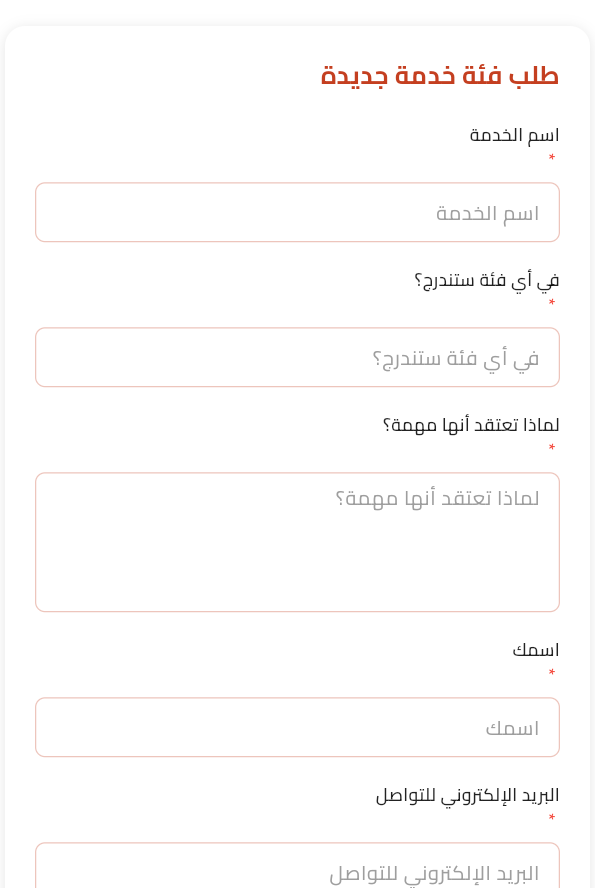 طلب فئة خدمة جديدة
اسم الخدمة
*
اسم الخدمة
في أي فئة ستندرج؟
*
في أي فئة ستندرج؟
لماذا تعتقد أنها مهمة؟
*
لماذا تعتقد أنها مهمة؟
اسمك
*
اسمك
البريد الإلكتروني للتواصل
*
البريد الإلكتروني للتواصل